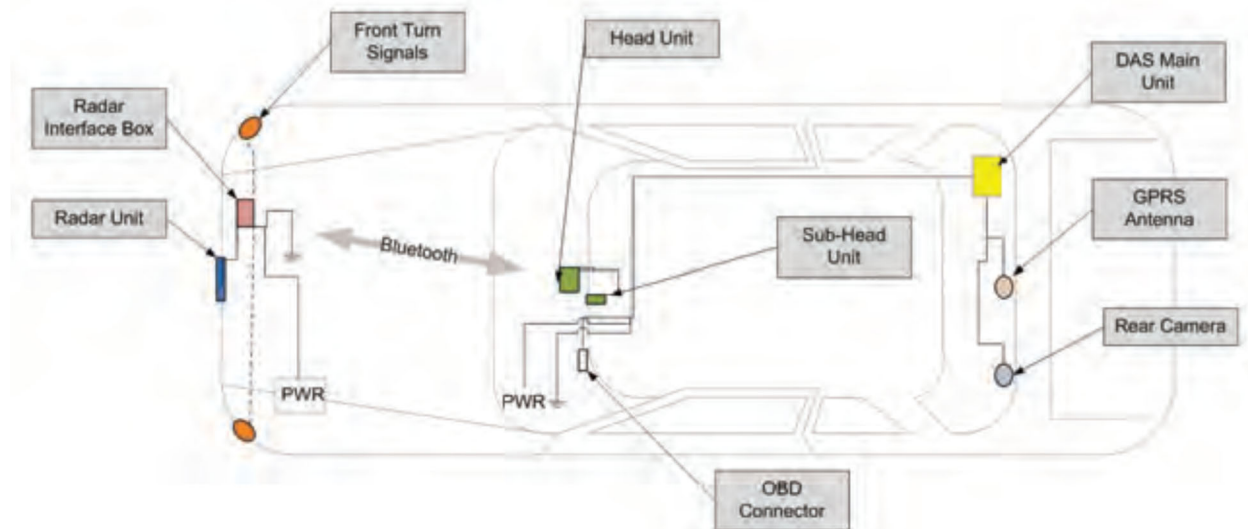 Front Turn
Signals
Head Unit
DAS Main
Unit
Radar
Interface Box
GPRS
Antenna
Radar Unit
Bluetooth
Sub-Head
Unit
Rear Camera
PWR
PWR
OBD
Connector